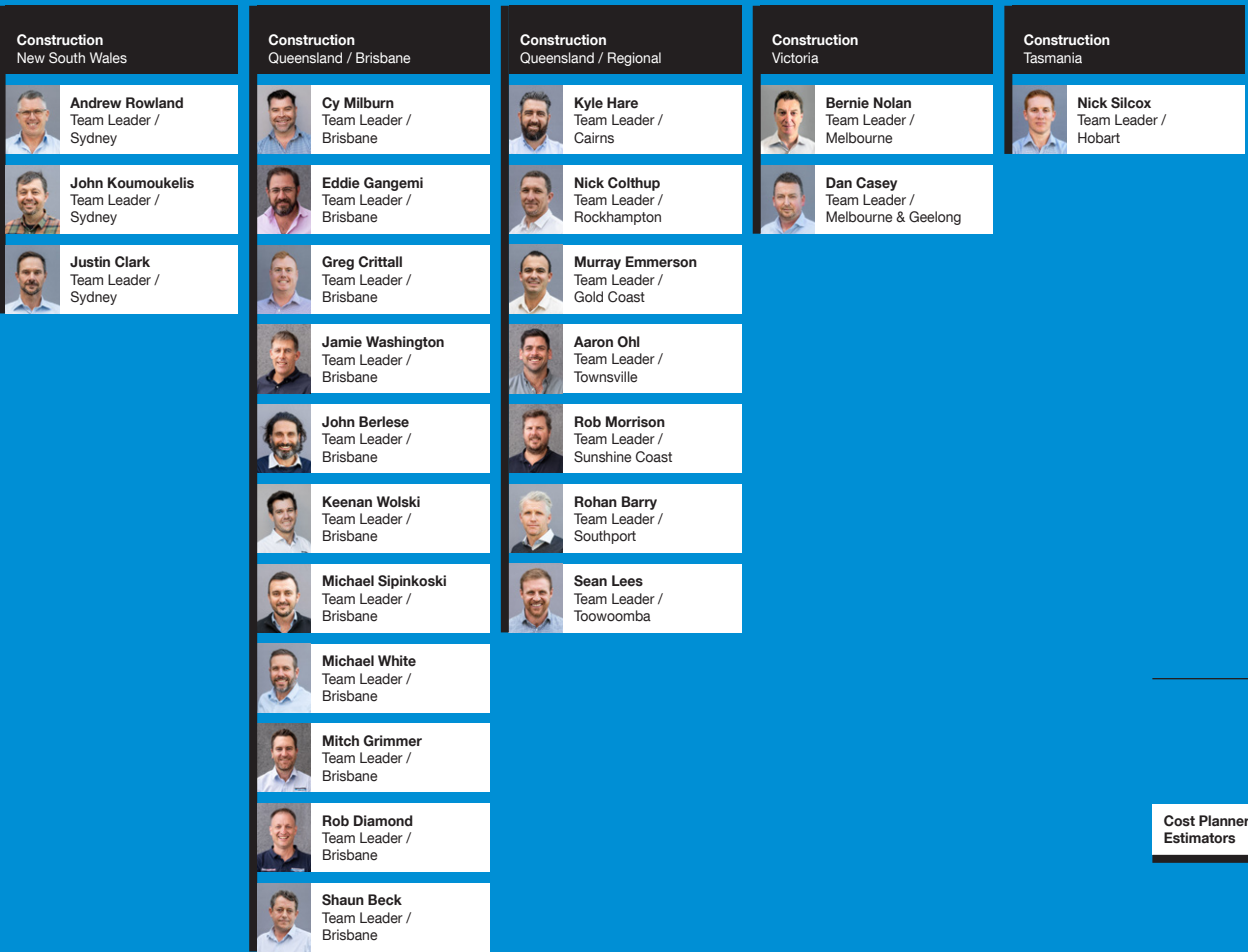 Construction
New South Wales
Andrew Rowland
Team Leader /
Sydney
John Koumoukelis
Team Leader /
Sydney
Justin Clark
Team Leader /
Sydney
Construction
Queensland / Brisbane
Cy Milburn
Team Leader /
Brisbane
Eddie Gangemi
Team Leader /
Brisbane
Greg Crittall
Team Leader /
Brisbane
Jamie Washington
Team Leader /
Brisbane
John Berlese
Team Leader /
Brisbane
Keenan Wolski
Team Leader /
Brisbane
Michael Sipinkoski
Team Leader /
Brisbane
Michael White
Team Leader /
Brisbane
Mitch Grimmer
Team Leader /
Brisbane
Rob Diamond
Team Leader /
Brisbane
Shaun Beck
Team Leader /
Brisbane
Construction
Queensland / Regional
Kyle Hare
Team Leader /
Cairns
Nick Colthup
Team Leader /
Rockhampton
Murray Emmerson
Team Leader /
Gold Coast
Aaron Ohl
Team Leader /
Townsville
Rob Morrison
Team Leader /
Sunshine Coast
Rohan Barry
Team Leader /
Southport
Sean Lees
Team Leader /
Toowoomba
Construction
Victoria
Bernie Nolan
Team Leader /
Melbourne
Dan Casey
Team Leader /
Melbourne & Geelong
Construction
Tasmania
Nick Silcox
Team Leader /
Hobart
Cost Planner
Estimators